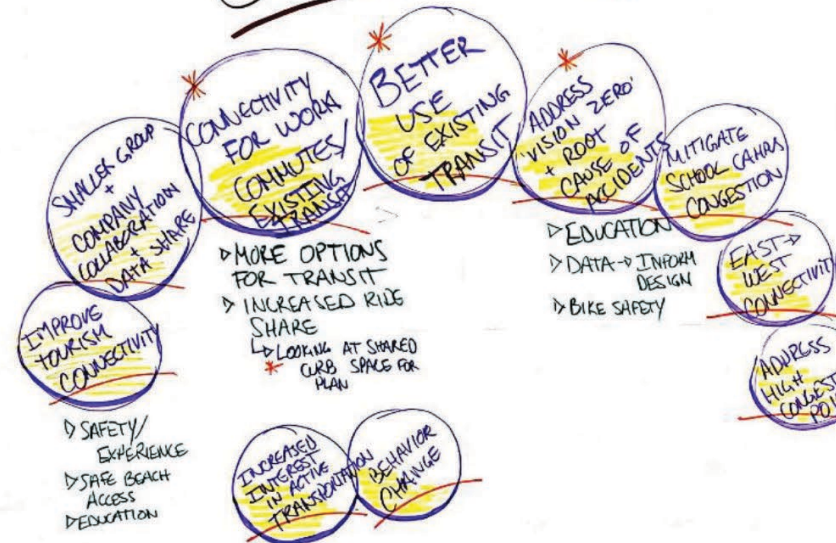 IMPROVE
TOURISM
CONNECTIVITY
▷ SAFETY/
EXPERIENCE
▷ SAFE BEACH
ACCESS
▷ EDUCATION
SMALLER GROUP
+
COMPANY
COLLABORATION
+
DATA SHARE
* CONNECTIVITY
FOR WORK
COMMUTES/
EXISTING
TRANSIT
▷ MORE OPTIONS
FOR TRANSIT
▷ INCREASED RIDE
SHARE
↳▷ LOOKING AT SHARED
* CURB SPACE FOR
PLAN
* BETTER
USE
OF EXISTING
TRANSIT
* ADDRESS
'VISION ZERO'
+ ROOT
CAUSE OF
ACCIDENTS
▷ EDUCATION
▷ DATA → INFORM
DESIGN
▷ BIKE SAFETY
MITIGATE
SCHOOL
CONGESTION
EAST →
WEST
CONNECTIVITY
ADDRESS
HIGH
CONGEST
POI
INCREASED
INTEREST
IN ACTIVE
TRANSPORTATION
BEHAVIOR
CHANGE